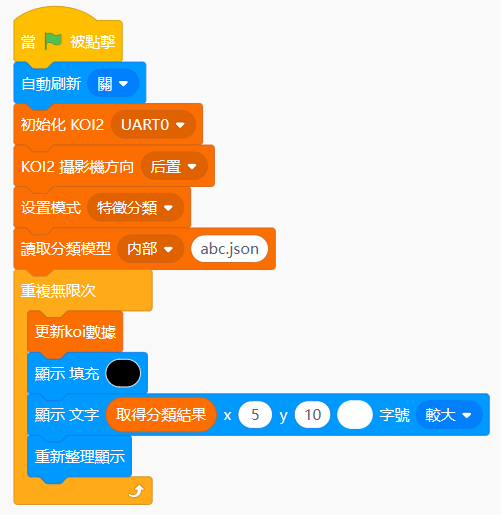 當 被點擊
自動刷新 關
初始化 KOI2 UART0
KOI2 攝影機方向 后置
设置模式 特徵分類
讀取分類模型 内部 abc.json
重複無限次
更新koi數據
顯示 填充
顯示 文字 取得分類結果 x 5 y 10 字號 較大
重新整理顯示